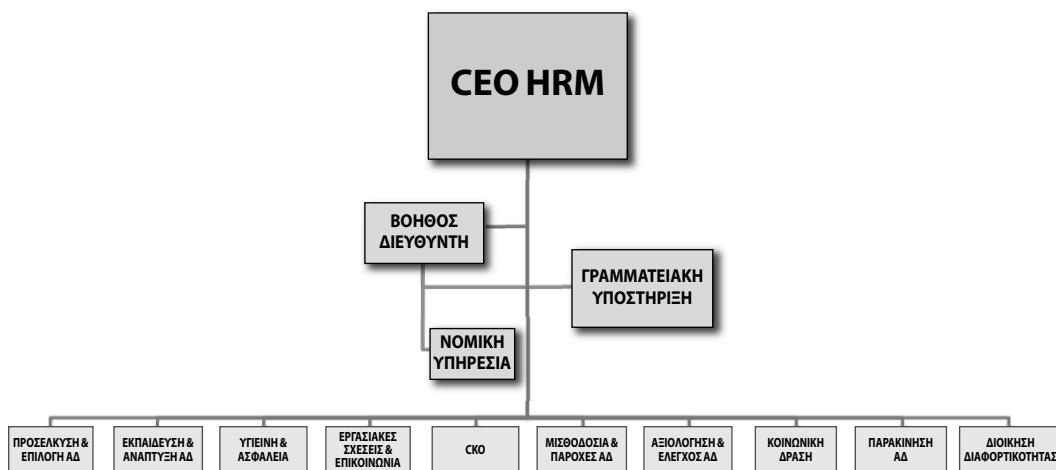 CEO HRM
ΒΟΗΘΟΣ
ΔΙΕΥΘΥΝΤΗ
ΓΡΑΜΜΑΤΕΙΑΚΗ
ΥΠΟΣΤΗΡΙΞΗ
ΝΟΜΙΚΗ
ΥΠΗΡΕΣΙΑ
ΠΡΟΣΕΛΚΥΣΗ &
ΕΠΙΛΟΓΗ ΑΔ
ΕΚΠΑΙΔΕΥΣΗ &
ΑΝΑΠΤΥΞΗ ΑΔ
ΥΓΙΕΙΝΗ &
ΑΣΦΑΛΕΙΑ
ΕΡΓΑΣΙΑΚΕΣ
ΣΧΕΣΕΙΣ &
ΕΠΙΚΟΙΝΩΝΙΑ
CKO
ΜΙΣΘΟΔΟΣΙΑ &
ΠΑΡΟΧΕΣ ΑΔ
ΑΞΙΟΛΟΓΗΣΗ &
ΕΛΕΓΧΟΣ ΑΔ
ΚΟΙΝΩΝΙΚΗ
ΔΡΑΣΗ
ΠΑΡΑΚΙΝΗΣΗ
ΑΔ
ΔΙΟΙΚΗΣΗ
ΔΙΑΦΟΡΤΙΚΟΤΗΤΑΣ